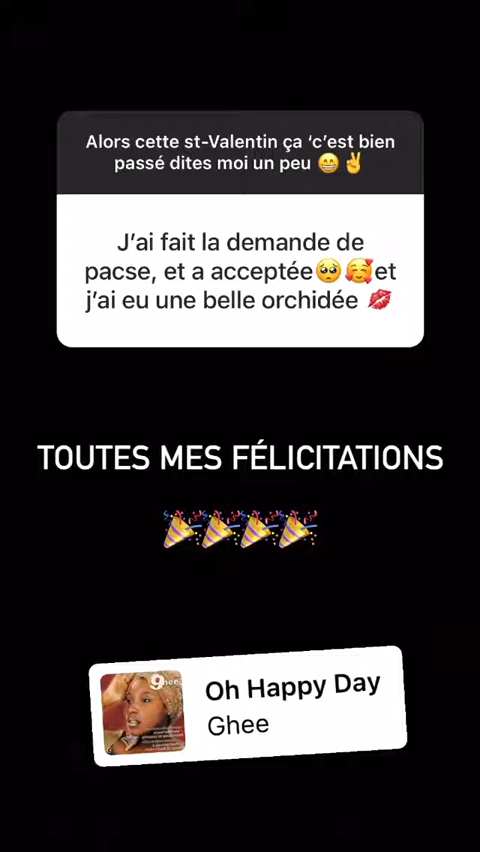 Alors cette st-Valentin ça ‘c’est bien
passé dites moi un peu 😁✌️
J’ai fait la demande de
pacse, et a acceptée🥺🥰et
j’ai eu une belle orchidée 💋
TOUTES MES FÉLICITATIONS
🎉🎉🎉🎉
ghee
Oh Happy Day
Ghee